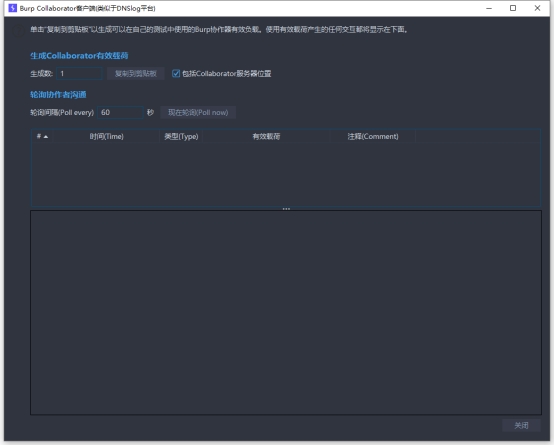 Burp Collaborator客户端(类似于DNSlog平台)
单击"复制到剪贴板"以生成可以在自己的测试中使用的Burp协作器有效负载。使用有效载荷产生的任何交互都将显示在下面。
生成Collaborator有效载荷
生成数: 1 复制到剪贴板 包括Collaborator服务器位置
轮询协作者沟通
轮询间隔(Poll every) 60 秒 现在轮询(Poll now)
# 时间(Time) 类型(Type) 有效载荷 注释(Comment)
关闭